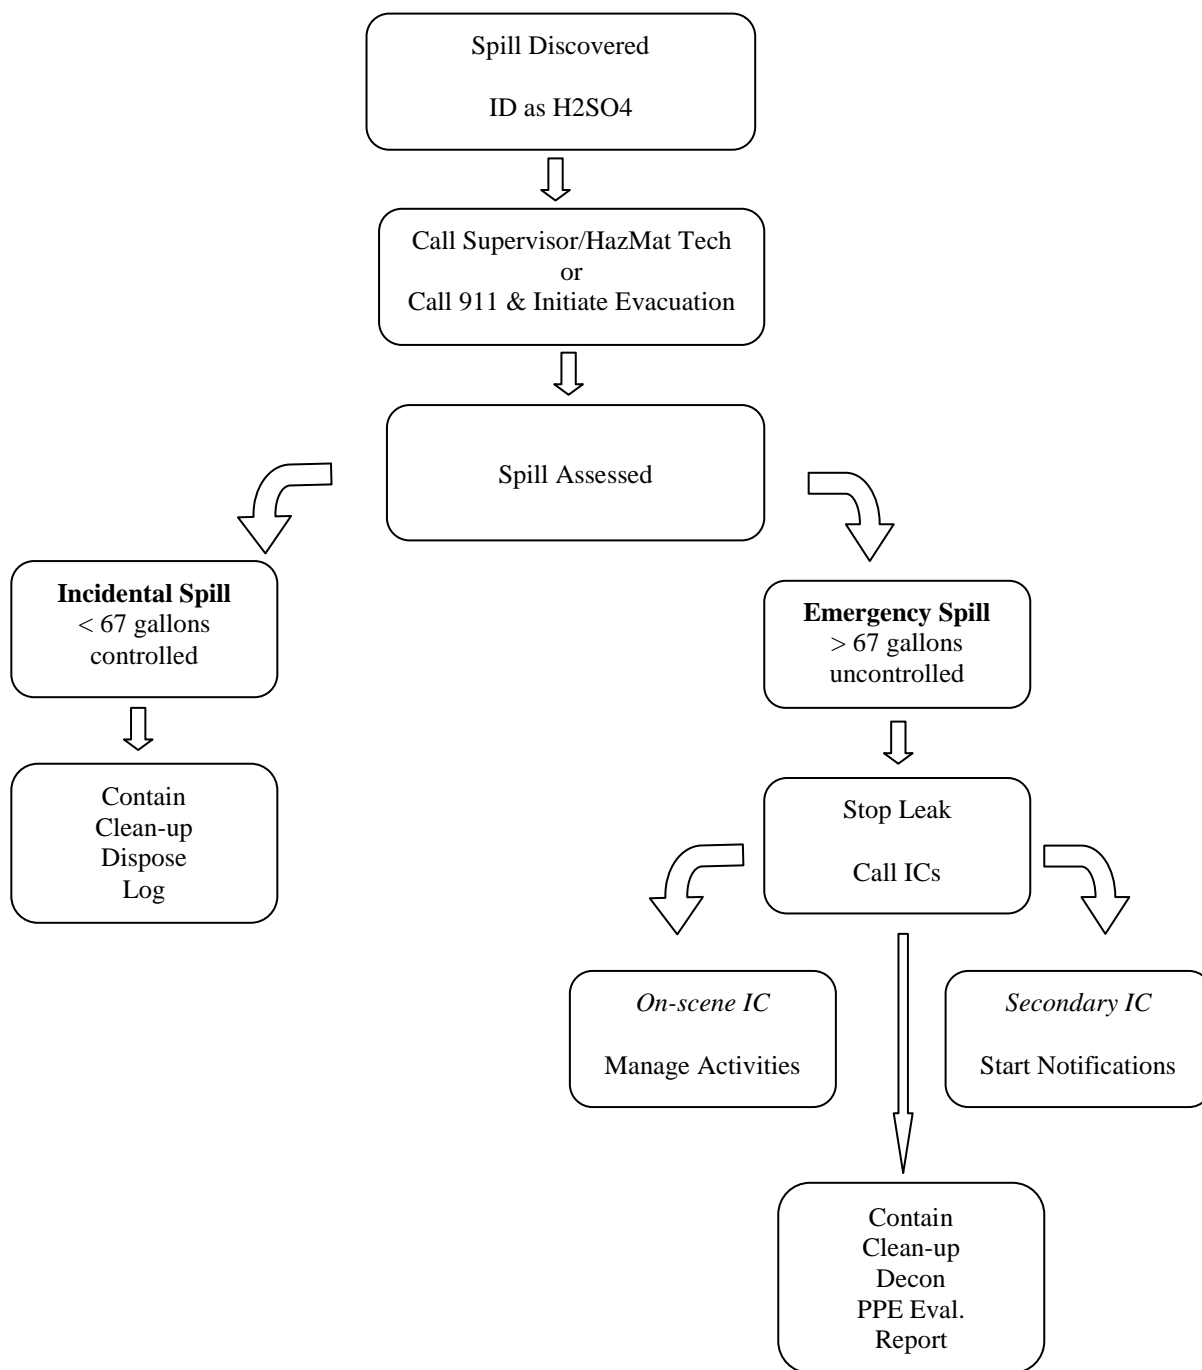 Spill Discovered
ID as H2SO4
Call Supervisor/HazMat Tech
or
Call 911 & Initiate Evacuation
Spill Assessed
Incidental Spill
< 67 gallons
controlled
Emergency Spill
> 67 gallons
uncontrolled
Contain
Clean-up
Dispose
Log
Stop Leak
Call ICs
On-scene IC
Manage Activities
Secondary IC
Start Notifications
Contain
Clean-up
Decon
PPE Eval.
Report